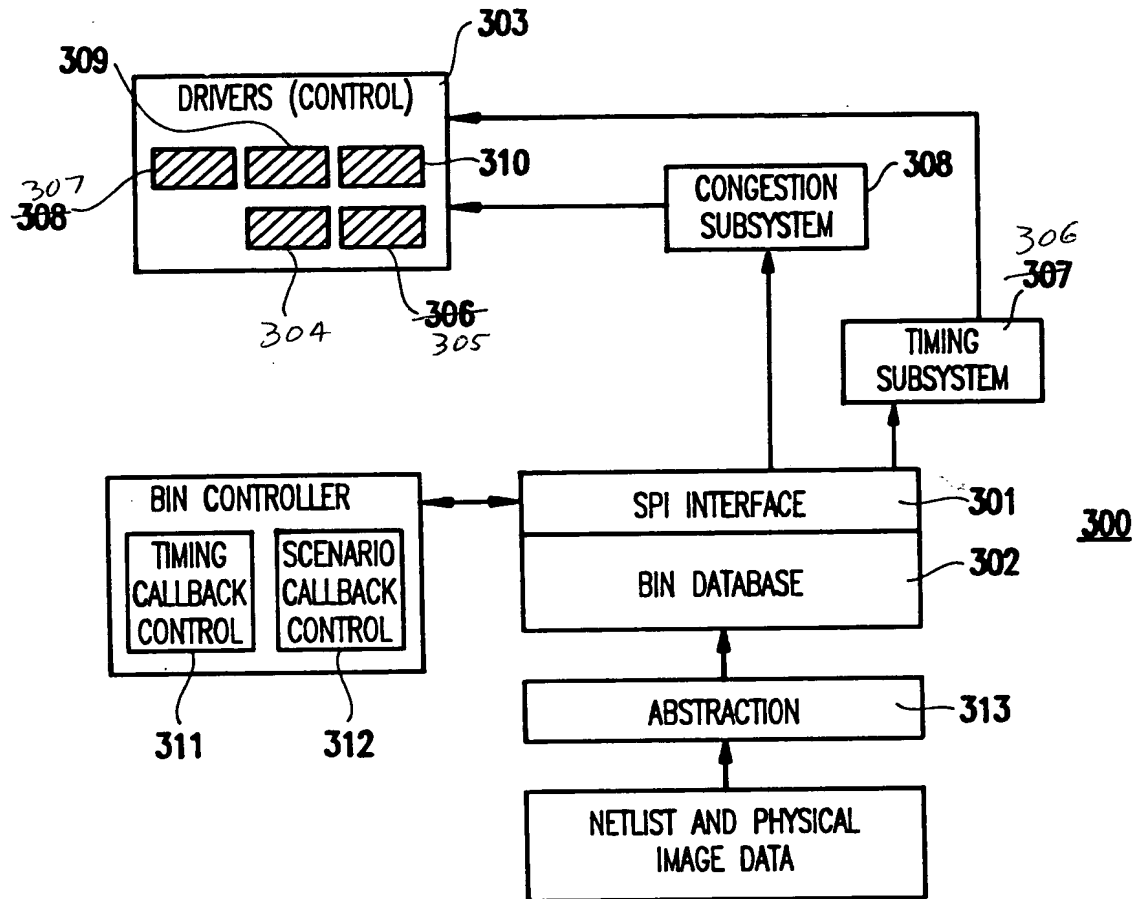 303
309
DRIVERS (CONTROL)
310
307
308
304
306
305
CONGESTION
SUBSYSTEM
308
306
307
TIMING
SUBSYSTEM
BIN CONTROLLER
TIMING
CALLBACK
CONTROL
SCENARIO
CALLBACK
CONTROL
311
312
SPI INTERFACE
301
BIN DATABASE
302
300
ABSTRACTION
313
NETLIST AND PHYSICAL
IMAGE DATA